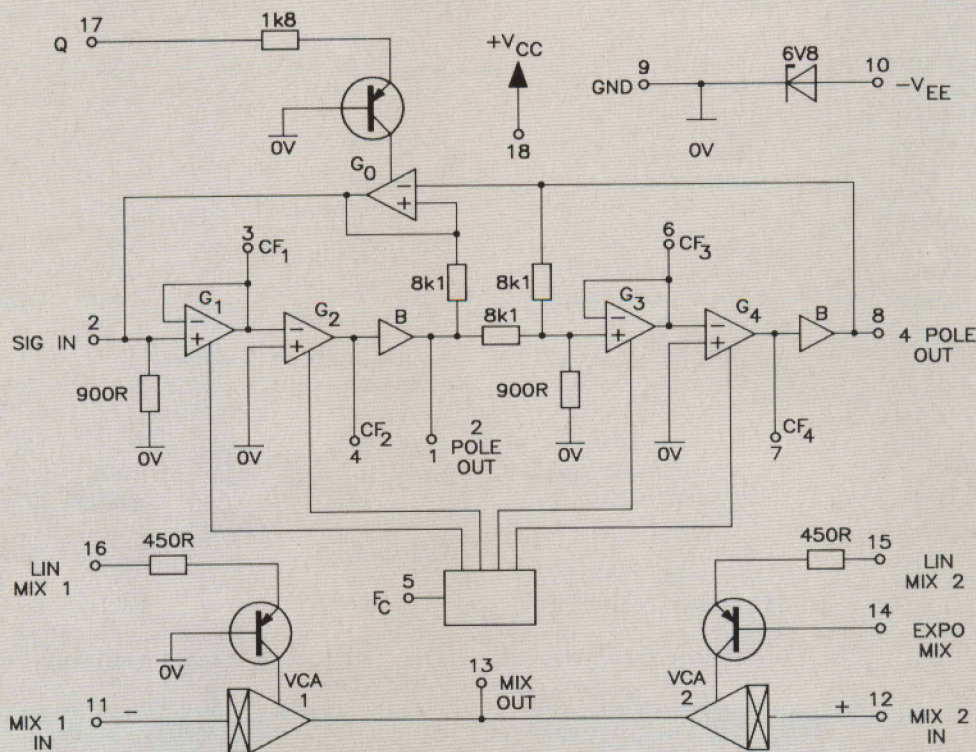 17
Q
1k8
+VCC
18
6V8
9
GND
10
-VEE
0V
0V
G0
-
+
3
CF1
6
CF3
8k1
8k1
8k1
G1
-
+
G2
-
+
B
G3
-
+
G4
-
+
B
2
SIG IN
8
4 POLE
OUT
900R
900R
0V
0V
CF2
4
1
2
POLE
OUT
0V
0V
CF4
7
16
LIN
MIX 1
450R
5
FC
450R
15
LIN
MIX 2
14
EXPO
MIX
0V
VCA
1
13
MIX
OUT
VCA
2
11
-
MIX 1
IN
+
12
MIX 2
IN